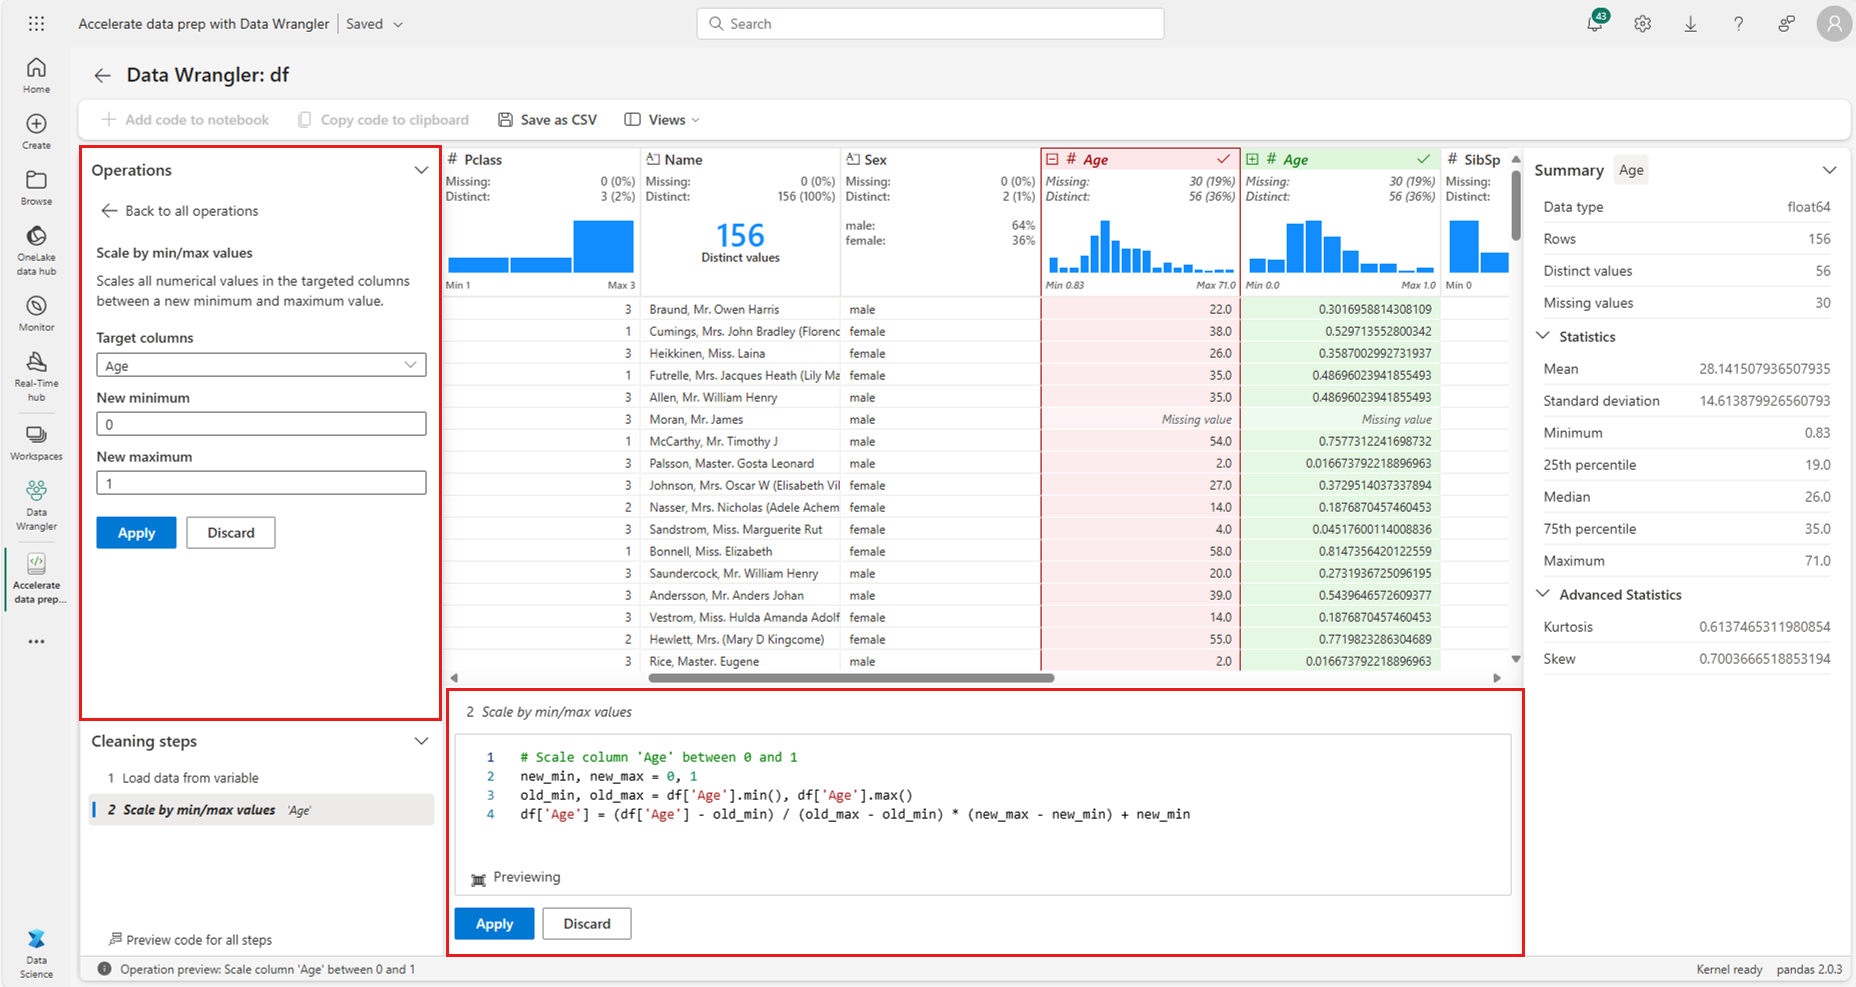 Accelerate data prep with Data Wrangler | Saved
Search
43
Home
Create
Browse
OneLake
data hub
Monitor
Real-Time
hub
Workspaces
Data
Wrangler
Accelerate
data prep...
Data
Science
Data Wrangler: df
Add code to notebook
Copy code to clipboard
Save as CSV
Views
Operations
Back to all operations
Scale by min/max values
Scales all numerical values in the targeted columns
between a new minimum and maximum value.
Target columns
Age
New minimum
0
New maximum
1
Apply Discard
Cleaning steps
1 Load data from variable
2 Scale by min/max values 'Age'
Preview code for all steps
# Pclass
Missing: 0 (0%)
Distinct: 3 (2%)
Min 1 Max 3
Name
Missing: 0 (0%)
Distinct: 156 (100%)
156
Distinct values
Sex
Missing: 0 (0%)
Distinct: 2 (1%)
male: 64%
female: 36%
# Age
Missing: 30 (19%)
Distinct: 56 (36%)
Min 0.83 Max 71.0
# Age
Missing: 30 (19%)
Distinct: 56 (36%)
Min 0.0 Max 1.0
# SibSp
Missing:
Distinct:
Min 0
3 Braund, Mr. Owen Harris male 22.0 0.3016958814308109
1 Cumings, Mrs. John Bradley (Florenc female 38.0 0.529713552800342
3 Heikkinen, Miss. Laina female 26.0 0.3587002992731937
1 Futrelle, Mrs. Jacques Heath (Lily Ma female 35.0 0.48696023941855493
3 Allen, Mr. William Henry male 35.0 0.48696023941855493
3 Moran, Mr. James male Missing value Missing value
1 McCarthy, Mr. Timothy J male 54.0 0.7577312241698732
3 Palsson, Master. Gosta Leonard male 2.0 0.016673792218896963
3 Johnson, Mrs. Oscar W (Elisabeth Vil female 27.0 0.3729514037337894
2 Nasser, Mrs. Nicholas (Adele Achem female 14.0 0.1876870457460453
3 Sandstrom, Miss. Marguerite Rut female 4.0 0.04517600114008836
1 Bonnell, Miss. Elizabeth female 58.0 0.8147356420122559
3 Saundercock, Mr. William Henry male 20.0 0.2731936725096195
3 Andersson, Mr. Anders Johan male 39.0 0.5439646572609377
3 Vestrom, Miss. Hulda Amanda Adolf female 14.0 0.1876870457460453
2 Hewlett, Mrs. (Mary D Kingcome) female 55.0 0.7719823286304689
3 Rice, Master. Eugene male 2.0 0.016673792218896963
2 Scale by min/max values
1 # Scale column 'Age' between 0 and 1
2 new_min, new_max = 0, 1
3 old_min, old_max = df['Age'].min(), df['Age'].max()
4 df['Age'] = (df['Age'] - old_min) / (old_max - old_min) * (new_max - new_min) + new_min
Previewing
Apply Discard
Summary Age
Data type float64
Rows 156
Distinct values 56
Missing values 30
Statistics
Mean 28.141507936507935
Standard deviation 14.613879926560793
Minimum 0.83
25th percentile 19.0
Median 26.0
75th percentile 35.0
Maximum 71.0
Advanced Statistics
Kurtosis 0.6137465311980854
Skew 0.7003666518853194
Operation preview: Scale column 'Age' between 0 and 1
Kernel ready pandas 2.0.3